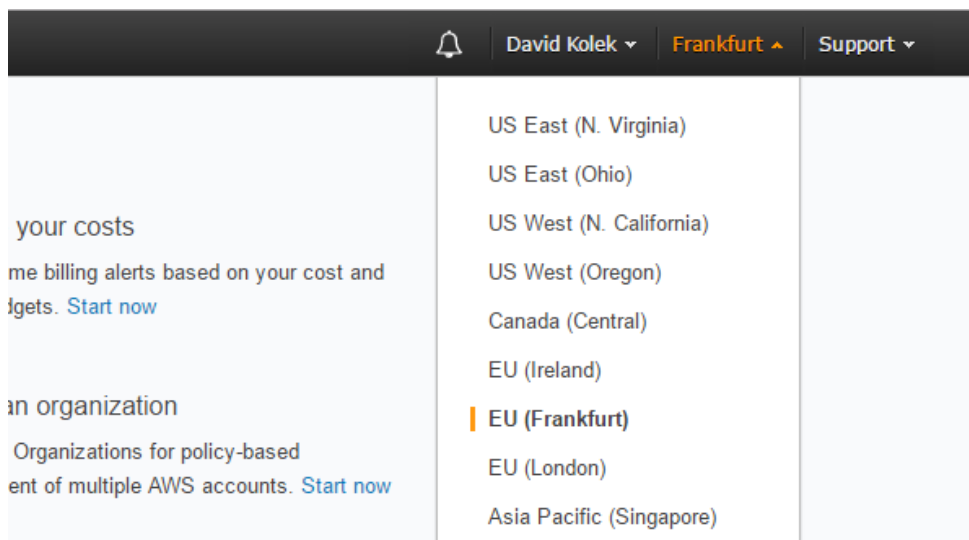 David Kolek Frankfurt Support
US East (N. Virginia)
US East (Ohio)
US West (N. California)
US West (Oregon)
Canada (Central)
EU (Ireland)
EU (Frankfurt)
EU (London)
Asia Pacific (Singapore)
your costs
me billing alerts based on your cost and
dgets. Start now
an organization
Organizations for policy-based
ent of multiple AWS accounts. Start now